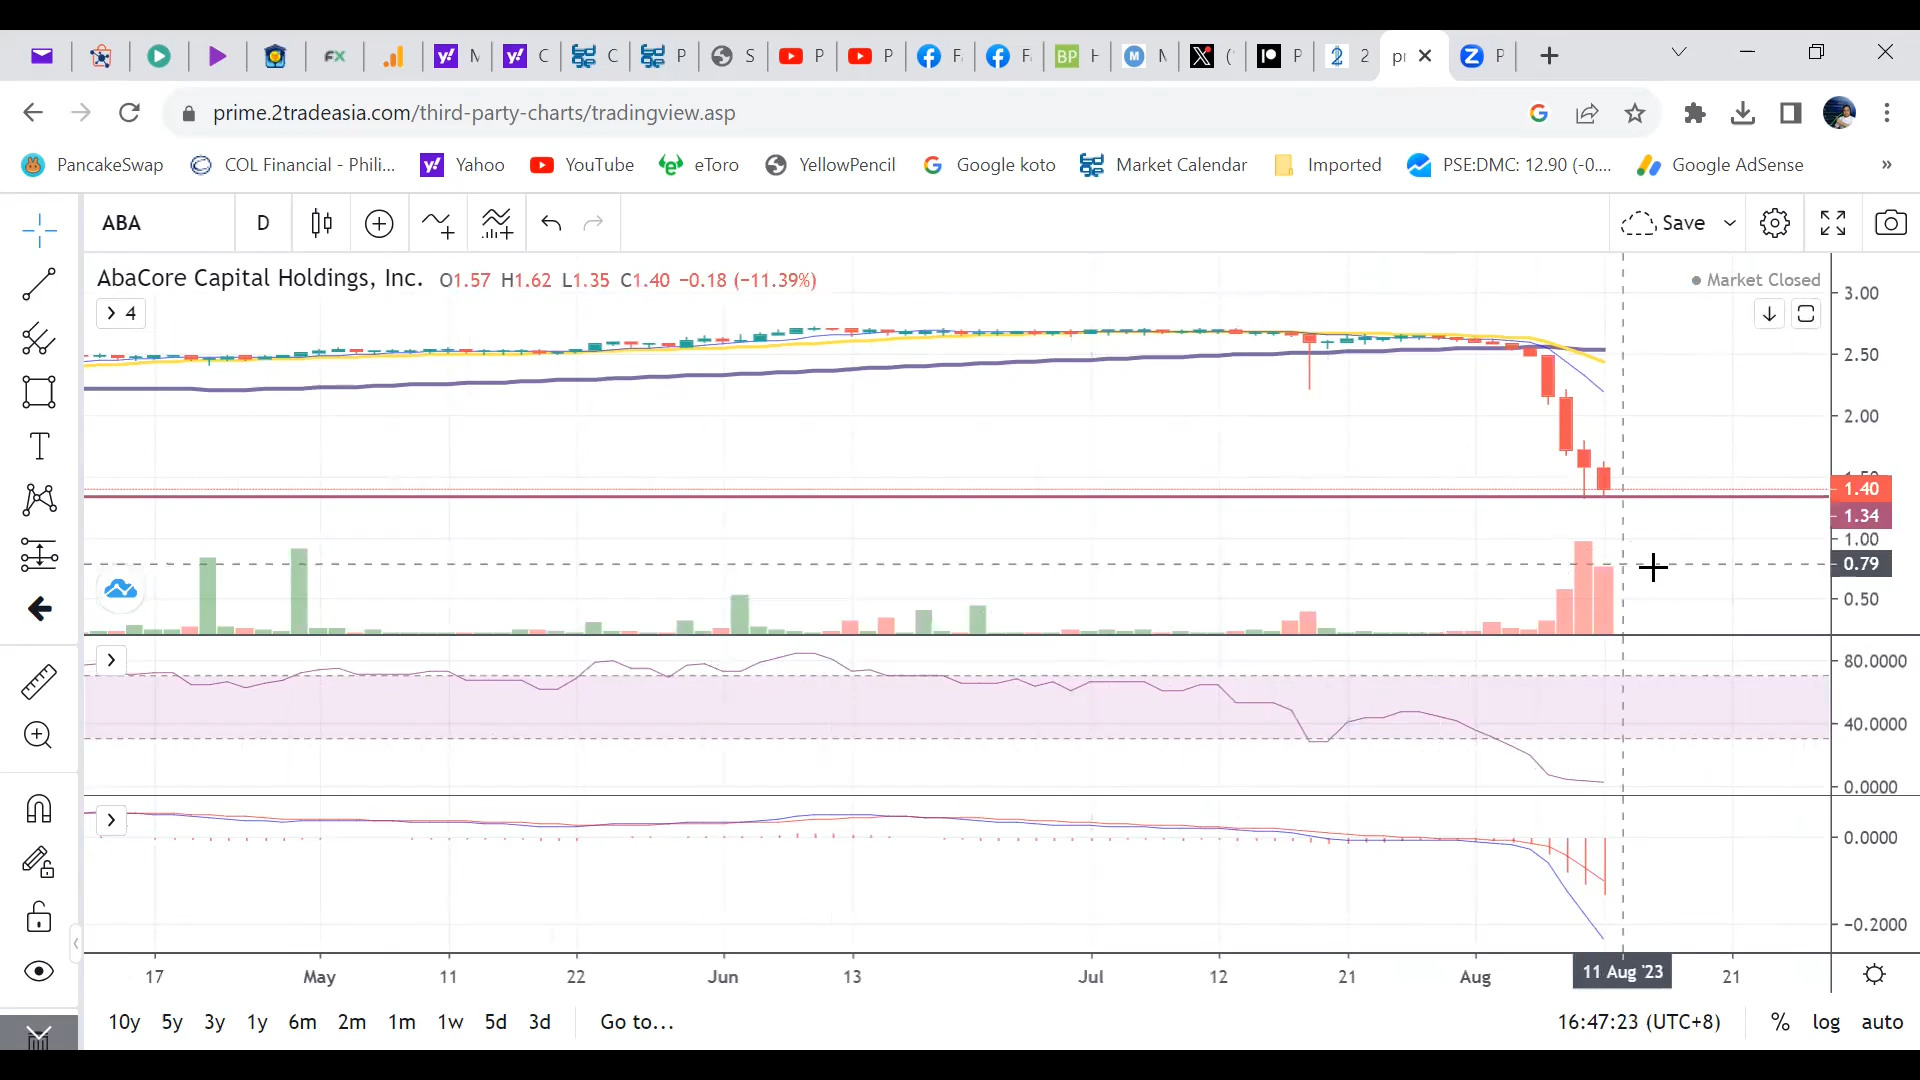 M C C P S P P F F BP H M ( P 2 pr P
prime.2tradeasia.com/third-party-charts/tradingview.asp
PancakeSwap COL Financial - Phili... Yahoo YouTube eToro YellowPencil Google koto Market Calendar Imported PSE:DMC: 12.90 (-0.... Google AdSense »
ABA D Save
AbaCore Capital Holdings, Inc. O1.57 H1.62 L1.35 C1.40 −0.18 (−11.39%) Market Closed
4
3.00
2.50
2.00
1.50
1.40
1.34
1.00
0.79
0.50
80.0000
40.0000
0.0000
0.0000
−0.2000
17 May 11 22 Jun 13 Jul 12 21 Aug 11 Aug '23 21
10y 5y 3y 1y 6m 2m 1m 1w 5d 3d Go to... 16:47:23 (UTC+8) % log auto